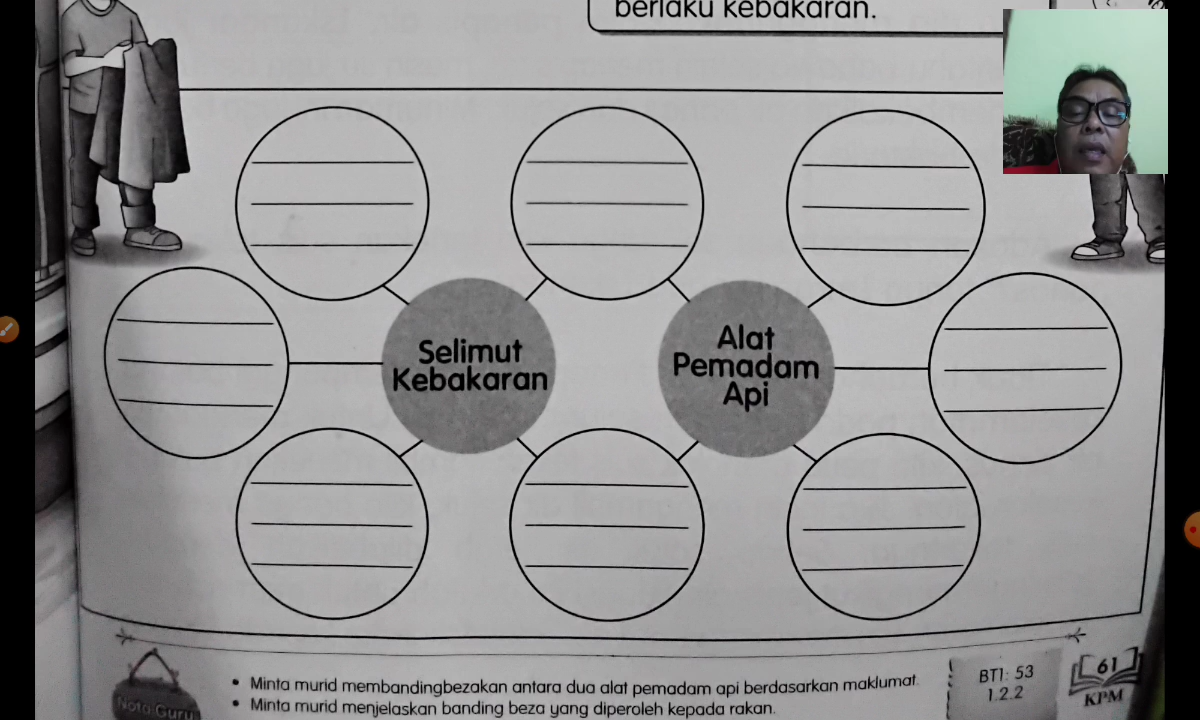 berlaku kebakaran.
Selimut
Kebakaran
Alat
Pemadam
Api
Minta murid membandingbezakan antara dua alat pemadam api berdasarkan maklumat.
Minta murid menjelaskan banding beza yang diperoleh kepada rakan.
Nota Guru
BT1: 53
1.2.2
61
KPM